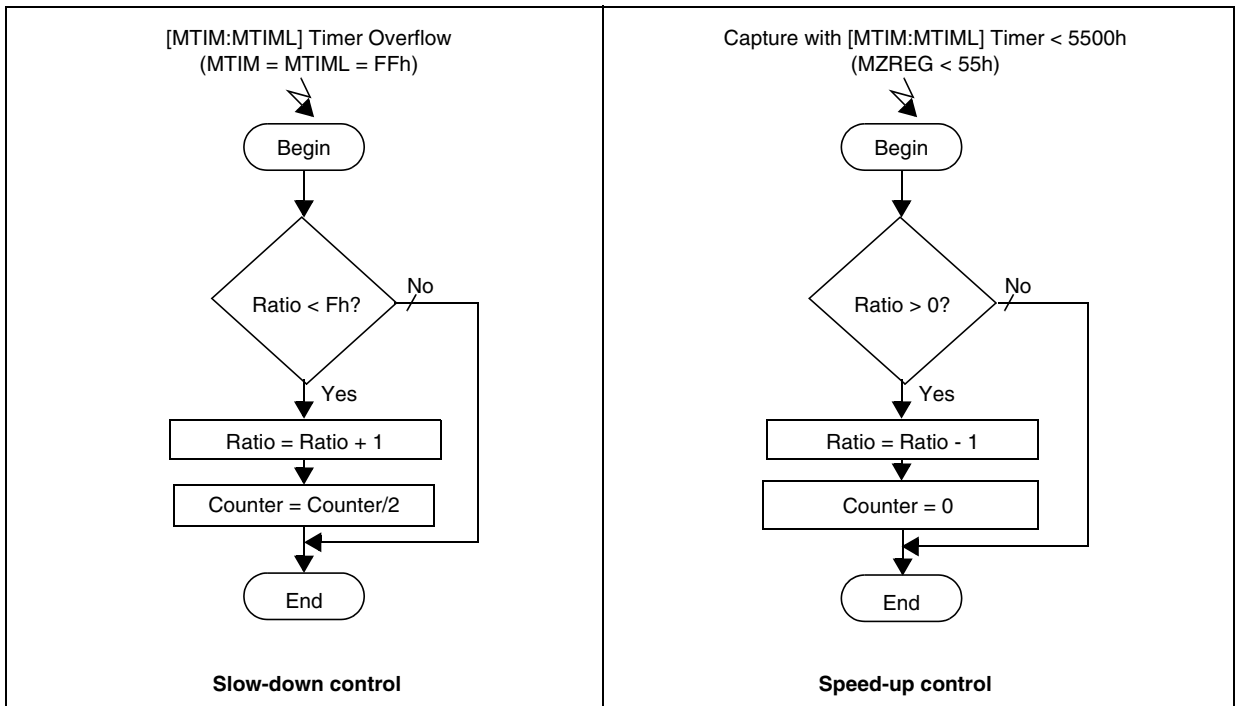 [MTIM:MTIML] Timer Overflow
(MTIM = MTIML = FFh)
Begin
Ratio < Fh?
No
Yes
Ratio = Ratio + 1
Counter = Counter/2
End
Slow-down control
Capture with [MTIM:MTIML] Timer < 5500h
(MZREG < 55h)
Begin
Ratio > 0?
No
Yes
Ratio = Ratio - 1
Counter = 0
End
Speed-up control